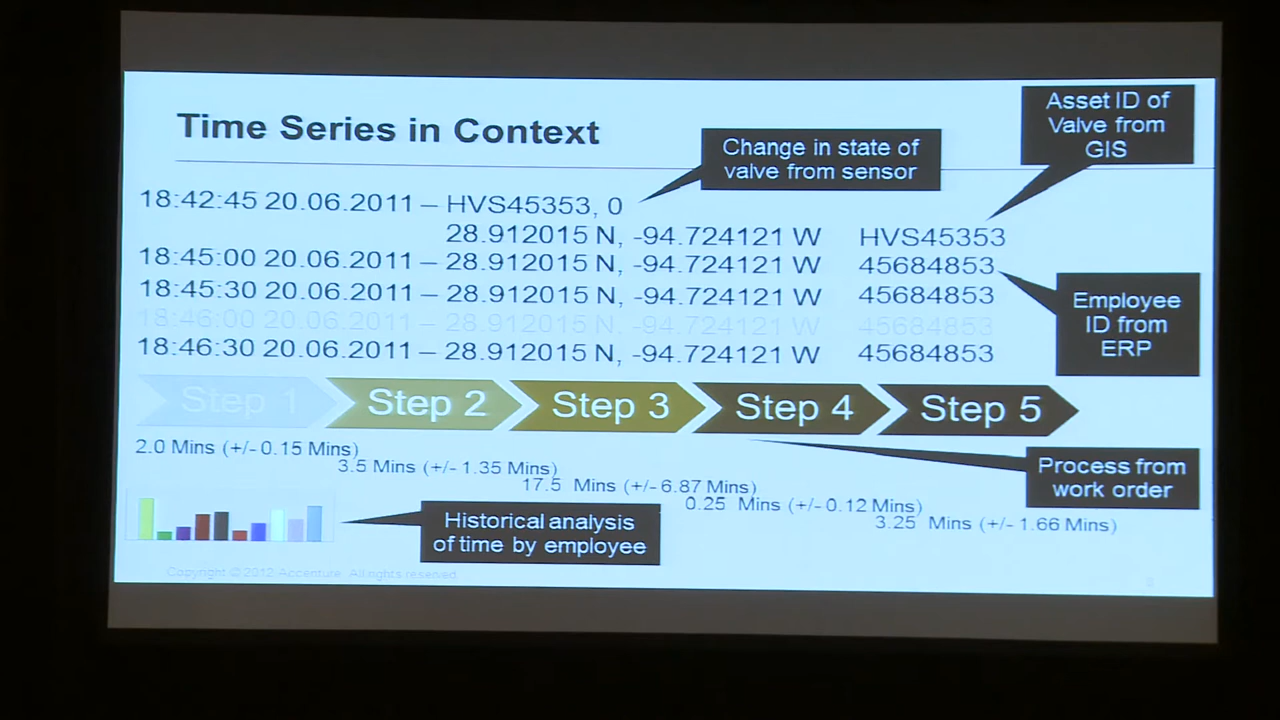 Time Series in Context
Change in state of
valve from sensor
Asset ID of
Valve from
GIS
18:42:45 20.06.2011 – HVS45353, 0
28.912015 N, -94.724121 W HVS45353
18:45:00 20.06.2011 – 28.912015 N, -94.724121 W 45684853
18:45:30 20.06.2011 – 28.912015 N, -94.724121 W 45684853
18:46:00 20.06.2011 – 28.912015 N, -94.724121 W 45684853
18:46:30 20.06.2011 – 28.912015 N, -94.724121 W 45684853
Employee
ID from
ERP
Step 1 Step 2 Step 3 Step 4 Step 5
2.0 Mins (+/- 0.15 Mins)
3.5 Mins (+/- 1.35 Mins)
17.5 Mins (+/- 6.87 Mins)
0.25 Mins (+/- 0.12 Mins)
3.25 Mins (+/- 1.66 Mins)
Process from
work order
Historical analysis
of time by employee
Copyright © 2012 Accenture All rights reserved.